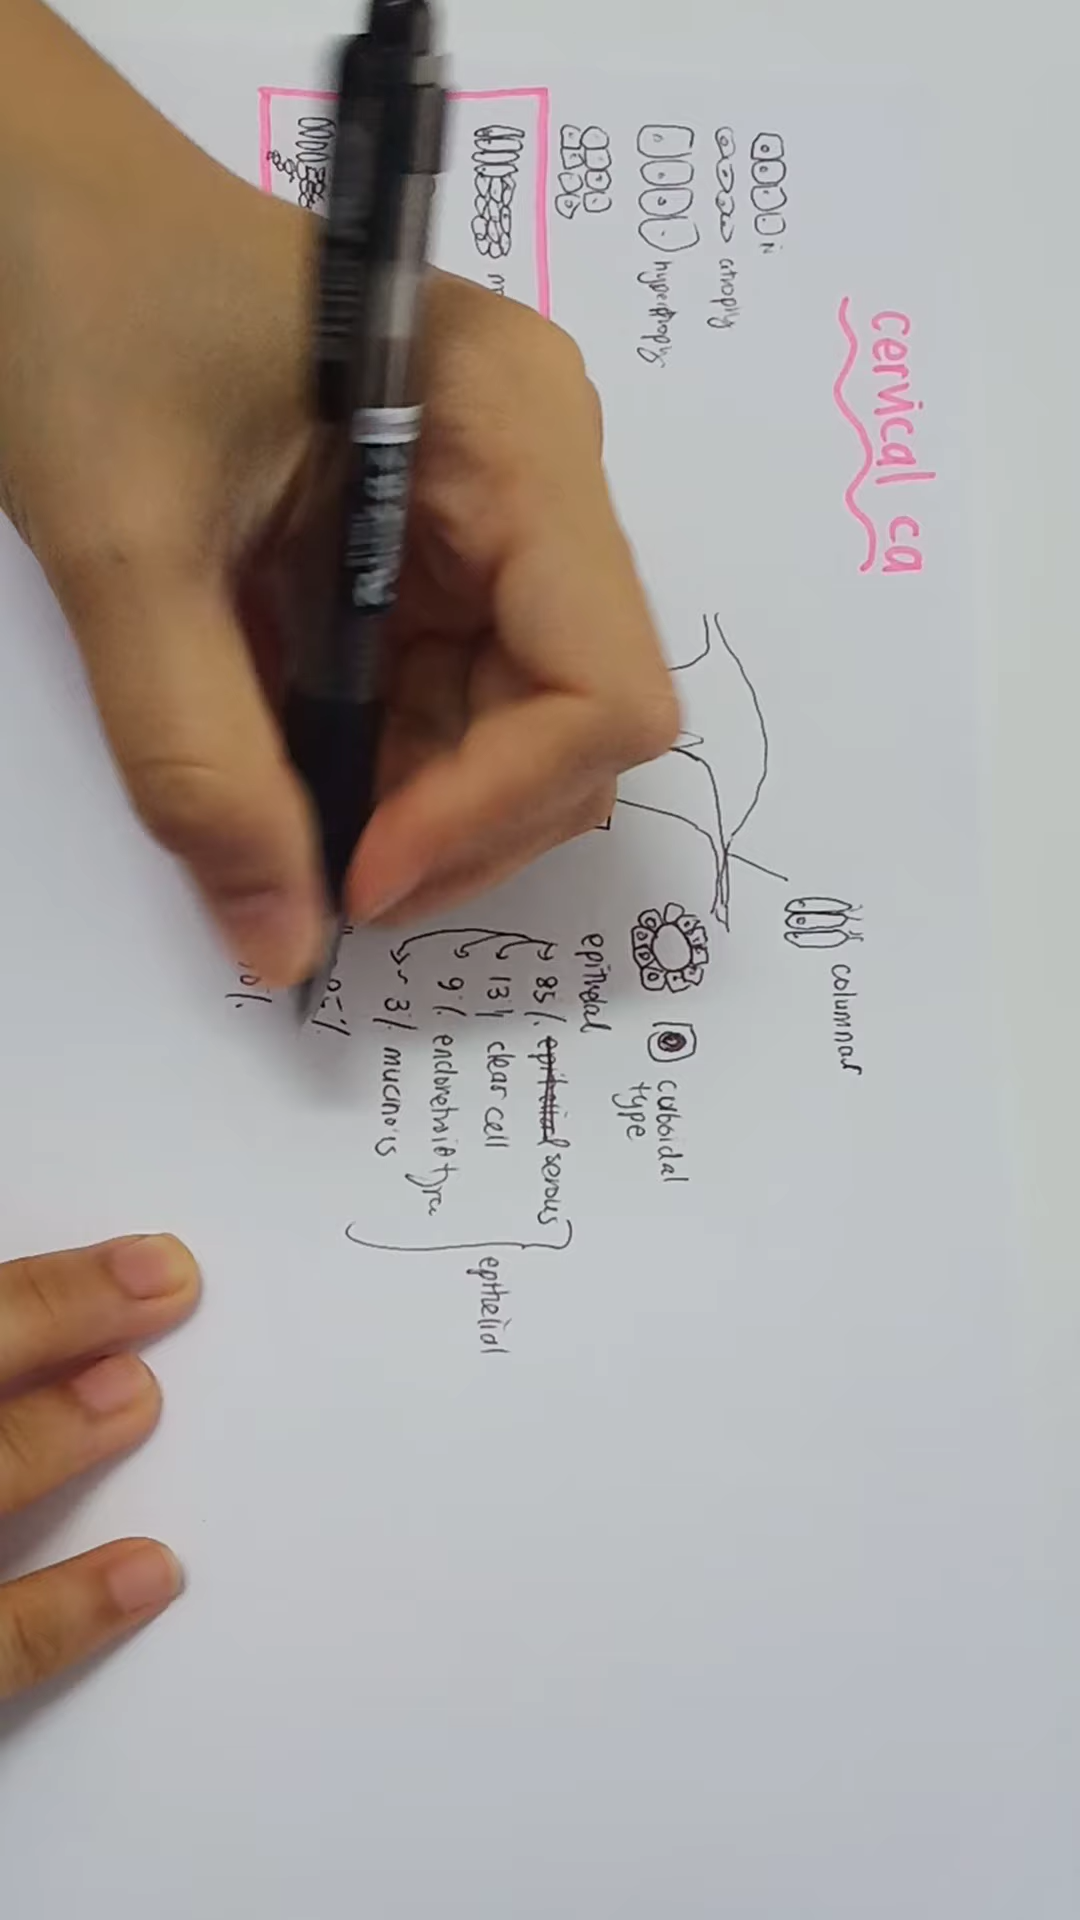 cervical ca
N
atrophy
hypertrophy
columnar
cuboidal
type
epithelial
85%. serous
13% clear cell
9% endometrioid type
3% mucinous
epithelial